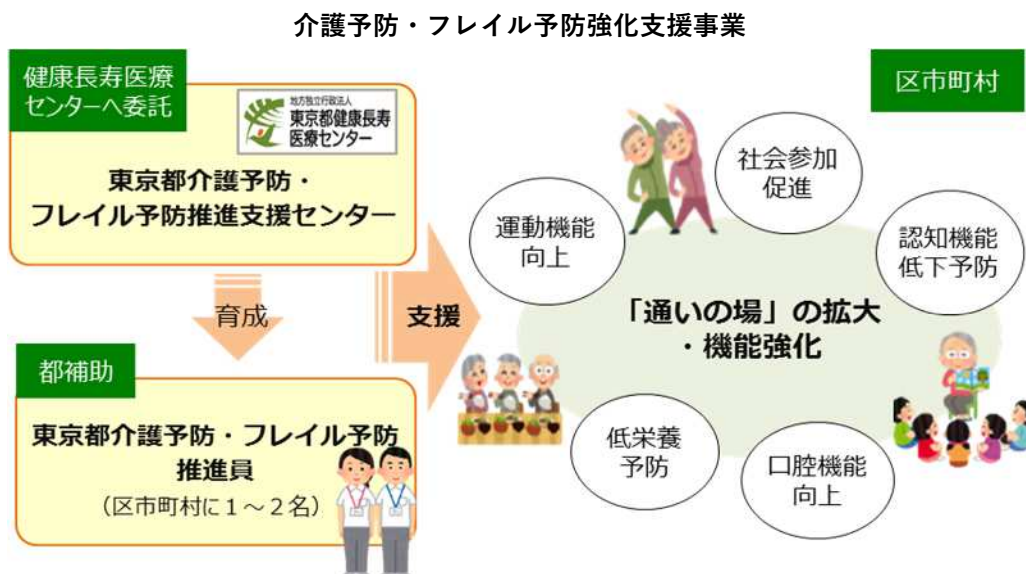 介護予防・フレイル予防強化支援事業
健康長寿医療
センターへ委託
地方独立行政法人
東京都健康長寿
医療センター
東京都介護予防・
フレイル予防推進支援センター
育成
支援
都補助
東京都介護予防・フレイル予防
推進員
（区市町村に１～２名）
区市町村
社会参加
促進
運動機能
向上
認知機能
低下予防
「通いの場」の拡大
・機能強化
低栄養
予防
口腔機能
向上